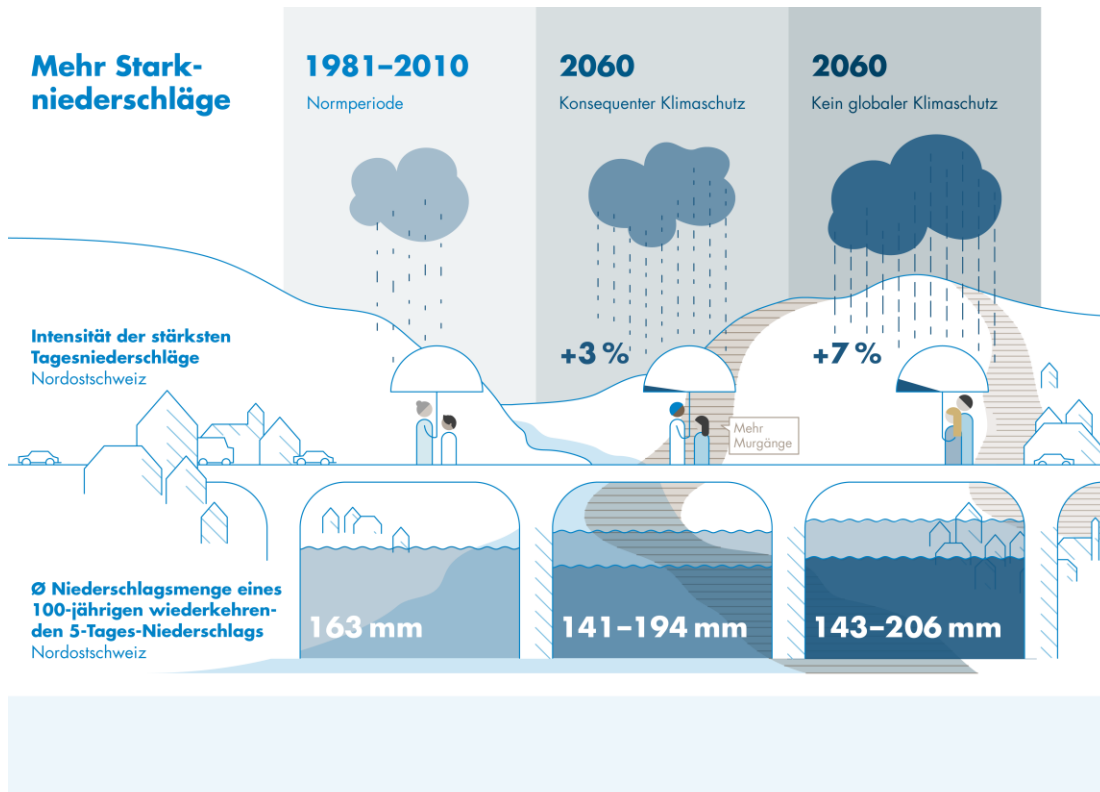 Mehr Stark-
niederschläge
1981–2010
Normperiode
2060
Konsequenter Klimaschutz
2060
Kein globaler Klimaschutz
Intensität der stärksten
Tagesniederschläge
Nordostschweiz
+3 %
+7 %
Mehr
Murgänge
Ø Niederschlagsmenge eines
100-jährigen wiederkehren-
den 5-Tages-Niederschlags
Nordostschweiz
163 mm
141–194 mm
143–206 mm